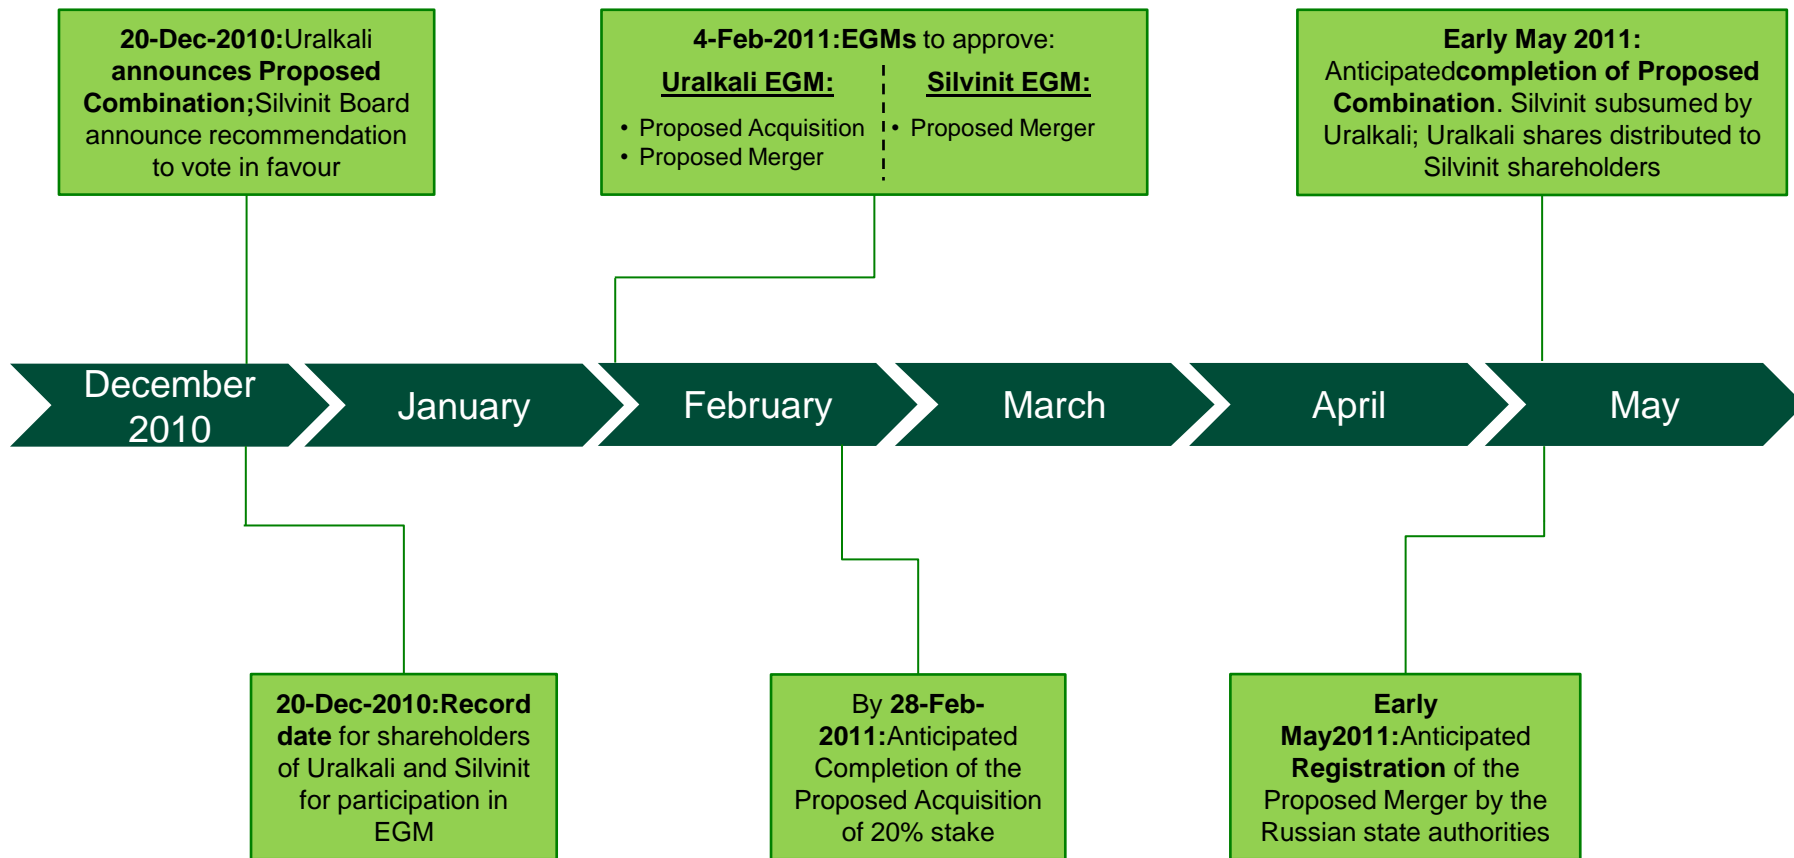 20-Dec-2010:Uralkali
announces Proposed
Combination;Silvinit Board
announce recommendation
to vote in favour
4-Feb-2011:EGMs to approve:
Uralkali EGM:
• Proposed Acquisition
• Proposed Merger
Silvinit EGM:
• Proposed Merger
Early May 2011:
Anticipatedcompletion of Proposed
Combination. Silvinit subsumed by
Uralkali; Uralkali shares distributed to
Silvinit shareholders
December
2010
January
February
March
April
May
20-Dec-2010:Record
date for shareholders
of Uralkali and Silvinit
for participation in
EGM
By 28-Feb-
2011:Anticipated
Completion of the
Proposed Acquisition
of 20% stake
Early
May2011:Anticipated
Registration of the
Proposed Merger by the
Russian state authorities